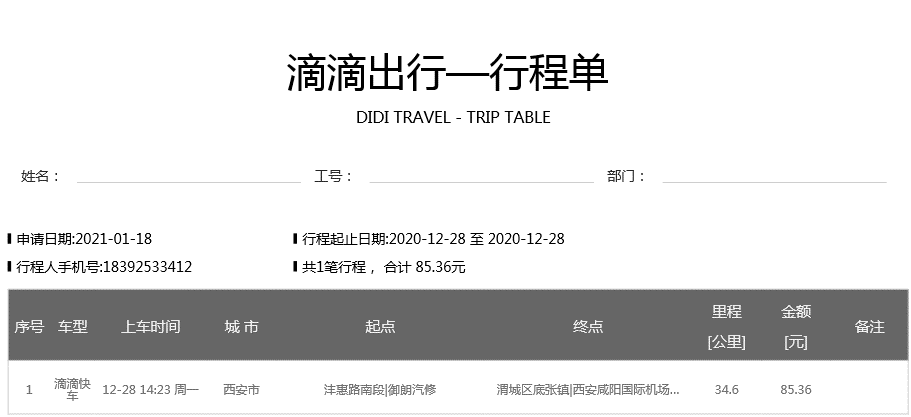 滴滴出行—行程单
DIDI TRAVEL - TRIP TABLE
姓名： 工号： 部门：
申请日期:2021-01-18 行程起止日期:2020-12-28 至 2020-12-28
行程人手机号:18392533412 共1笔行程， 合计 85.36元
序号 车型 上车时间 城 市 起点 终点 里程 [公里] 金额 [元] 备注
1 滴滴快车 12-28 14:23 周一 西安市 沣惠路南段|御朗汽修 渭城区底张镇|西安咸阳国际机场... 34.6 85.36